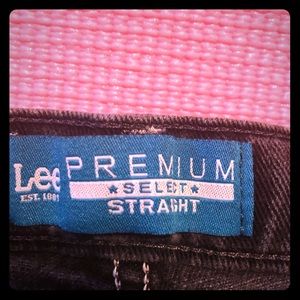 Lee
EST. 1889
PREMIUM
SELECT
STRAIGHT